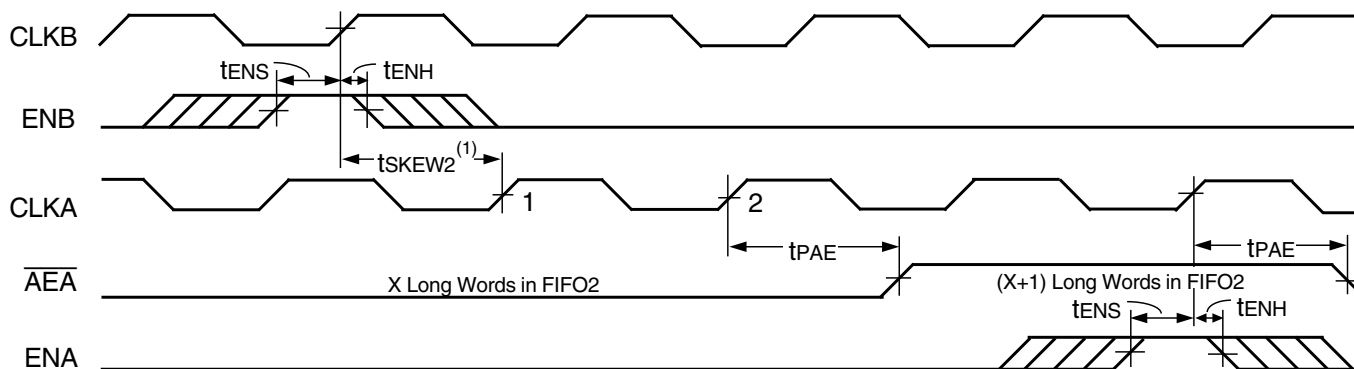 CLKB
tENS
tENH
ENB
tSKEW2(1)
CLKA
1
2
tPAE
tPAE
AEA
X Long Words in FIFO2
(X+1) Long Words in FIFO2
tENS
tENH
ENA